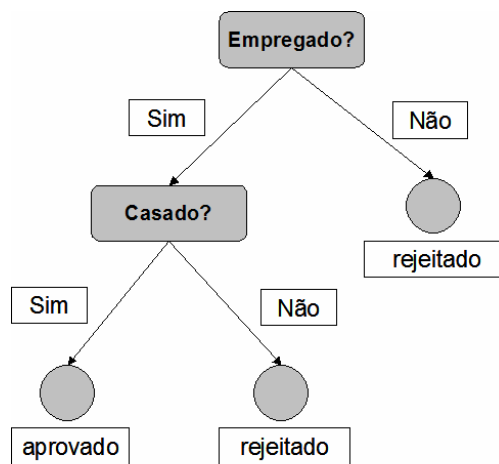 Empregado?
Sim
Não
Casado?
rejeitado
Sim
Não
aprovado
rejeitado